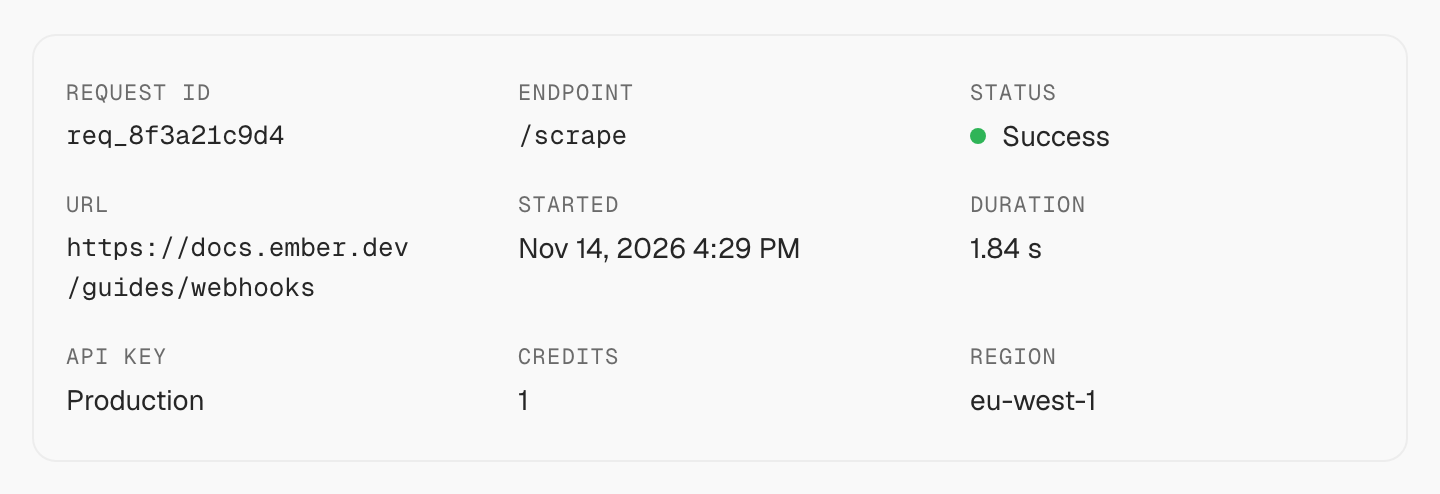 REQUEST ID
req_8f3a21c9d4
ENDPOINT
/scrape
STATUS
Success
URL
https://docs.ember.dev
/guides/webhooks
STARTED
Nov 14, 2026 4:29 PM
DURATION
1.84 s
API KEY
Production
CREDITS
1
REGION
eu-west-1